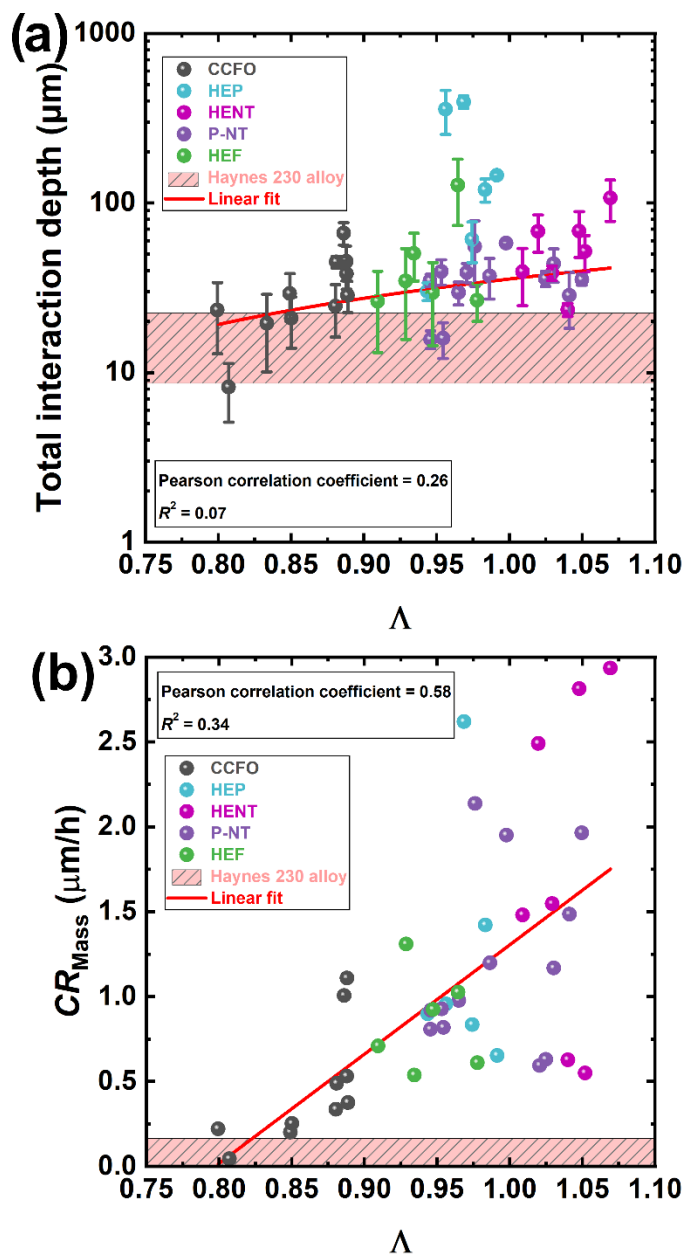 (a)
1000
100
10
1
Total interaction depth (μm)
CCFO
HEP
HENT
P-NT
HEF
Haynes 230 alloy
Linear fit
Pearson correlation coefficient = 0.26
R² = 0.07
0.75 0.80 0.85 0.90 0.95 1.00 1.05 1.10
Λ
(b)
3.0
2.5
2.0
1.5
1.0
0.5
0.0
CR_Mass (μm/h)
Pearson correlation coefficient = 0.58
R² = 0.34
CCFO
HEP
HENT
P-NT
HEF
Haynes 230 alloy
Linear fit
0.75 0.80 0.85 0.90 0.95 1.00 1.05 1.10
Λ